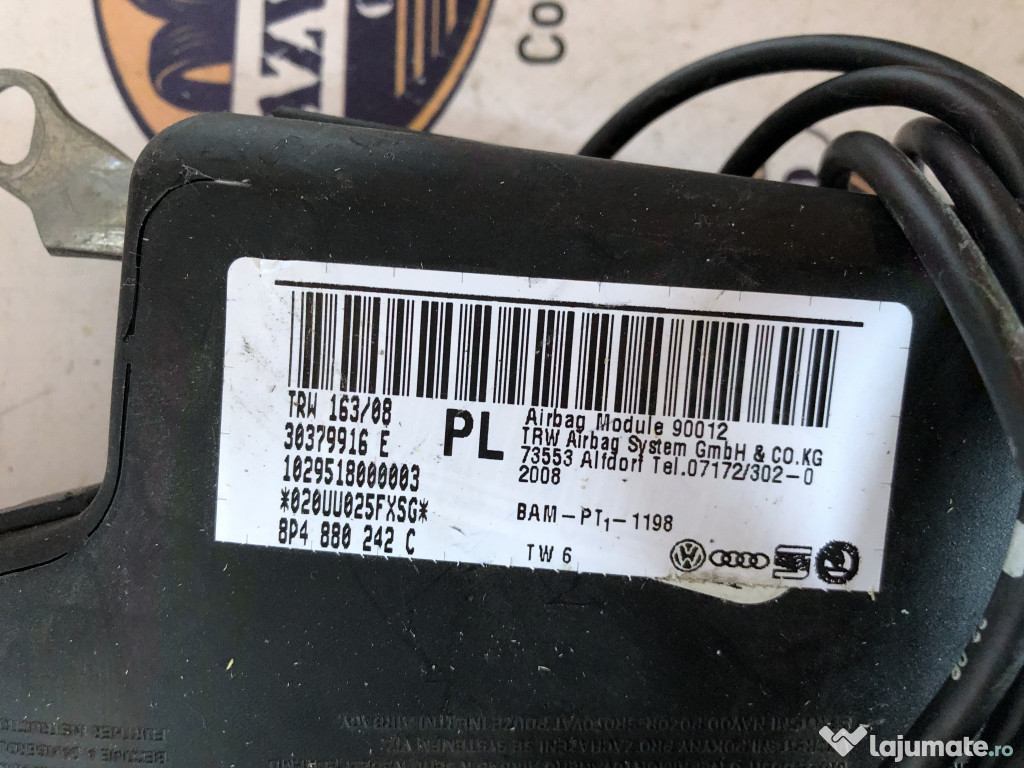 Co
TRW 163/08
30379916 E
1029518000003
*020UU025FXSG*
8P4 880 242 C
PL
Airbag Module 90012
TRW Airbag System GmbH & CO.KG
73553 Alfdorf Tel.07172/302-0
2008
BAM-PT1-1198
TW 6
lajumate.ro